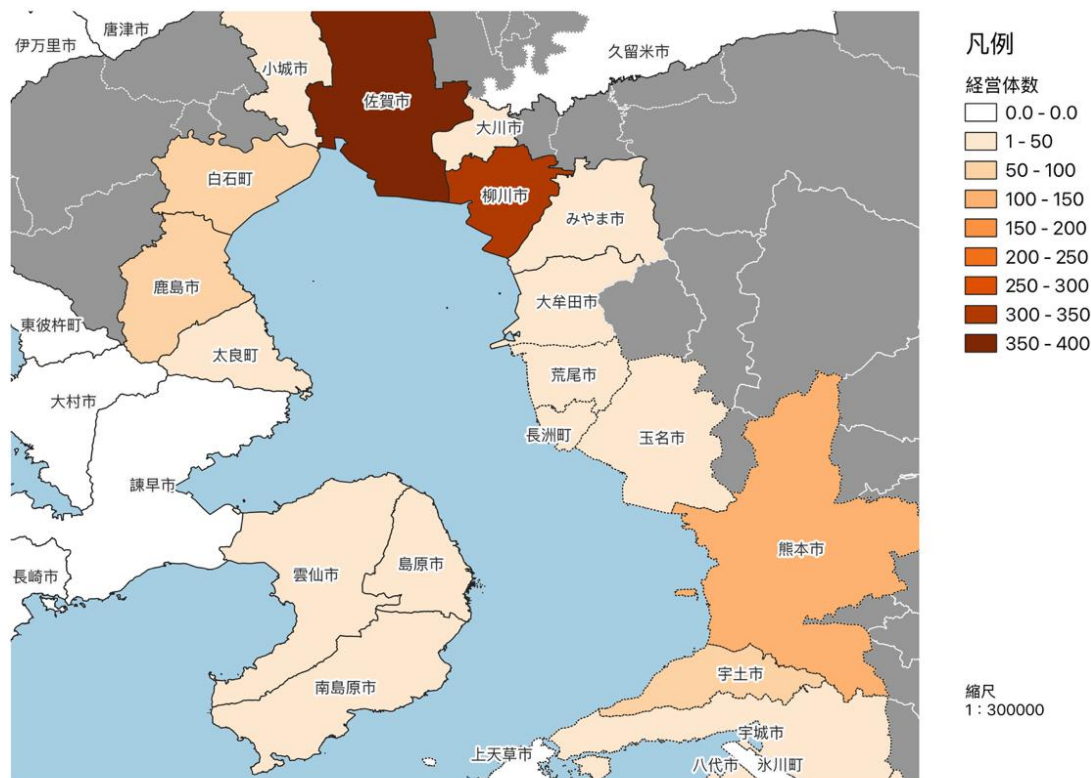 唐津市
伊万里市
久留米市
小城市
佐賀市
大川市
白石町
柳川市
みやま市
鹿島市
大牟田市
東彼杵町
太良町
荒尾市
大村市
長洲町
玉名市
諫早市
熊本市
長崎市
雲仙市
島原市
南島原市
宇土市
上天草市
宇城市
八代市
氷川町
凡例
経営体数
0.0 - 0.0
1 - 50
50 - 100
100 - 150
150 - 200
200 - 250
250 - 300
300 - 350
350 - 400
縮尺
1 : 300000